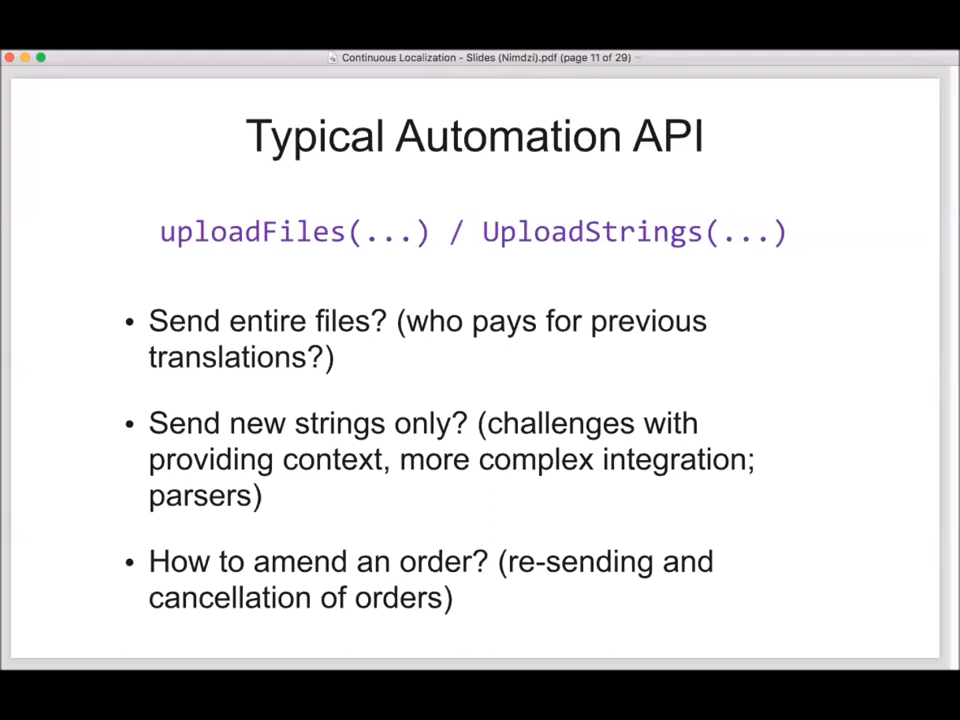 Continuous Localization - Slides (Nimdzi).pdf (page 11 of 29)
Typical Automation API
uploadFiles(...) / UploadStrings(...)
• Send entire files? (who pays for previous
translations?)
• Send new strings only? (challenges with
providing context, more complex integration;
parsers)
• How to amend an order? (re-sending and
cancellation of orders)